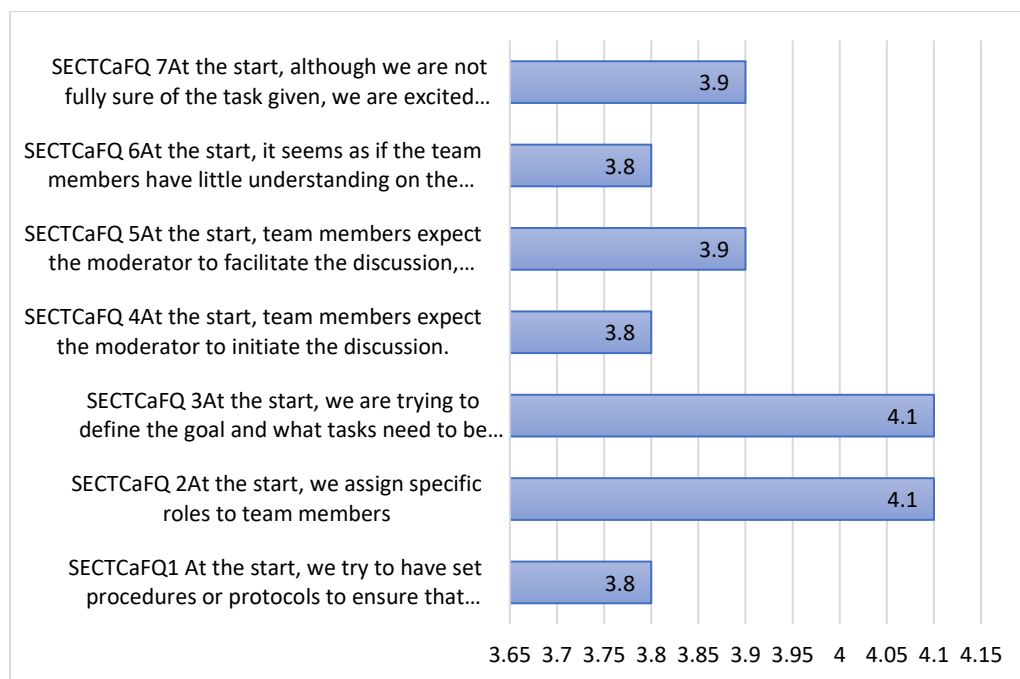 SECTCaFQ 7At the start, although we are not
fully sure of the task given, we are excited…
3.9
SECTCaFQ 6At the start, it seems as if the team
members have little understanding on the…
3.8
SECTCaFQ 5At the start, team members expect
the moderator to facilitate the discussion,…
3.9
SECTCaFQ 4At the start, team members expect
the moderator to initiate the discussion.
3.8
SECTCaFQ 3At the start, we are trying to
define the goal and what tasks need to be…
4.1
SECTCaFQ 2At the start, we assign specific
roles to team members
4.1
SECTCaFQ1 At the start, we try to have set
procedures or protocols to ensure that…
3.8
3.65 3.7 3.75 3.8 3.85 3.9 3.95 4 4.05 4.1 4.15